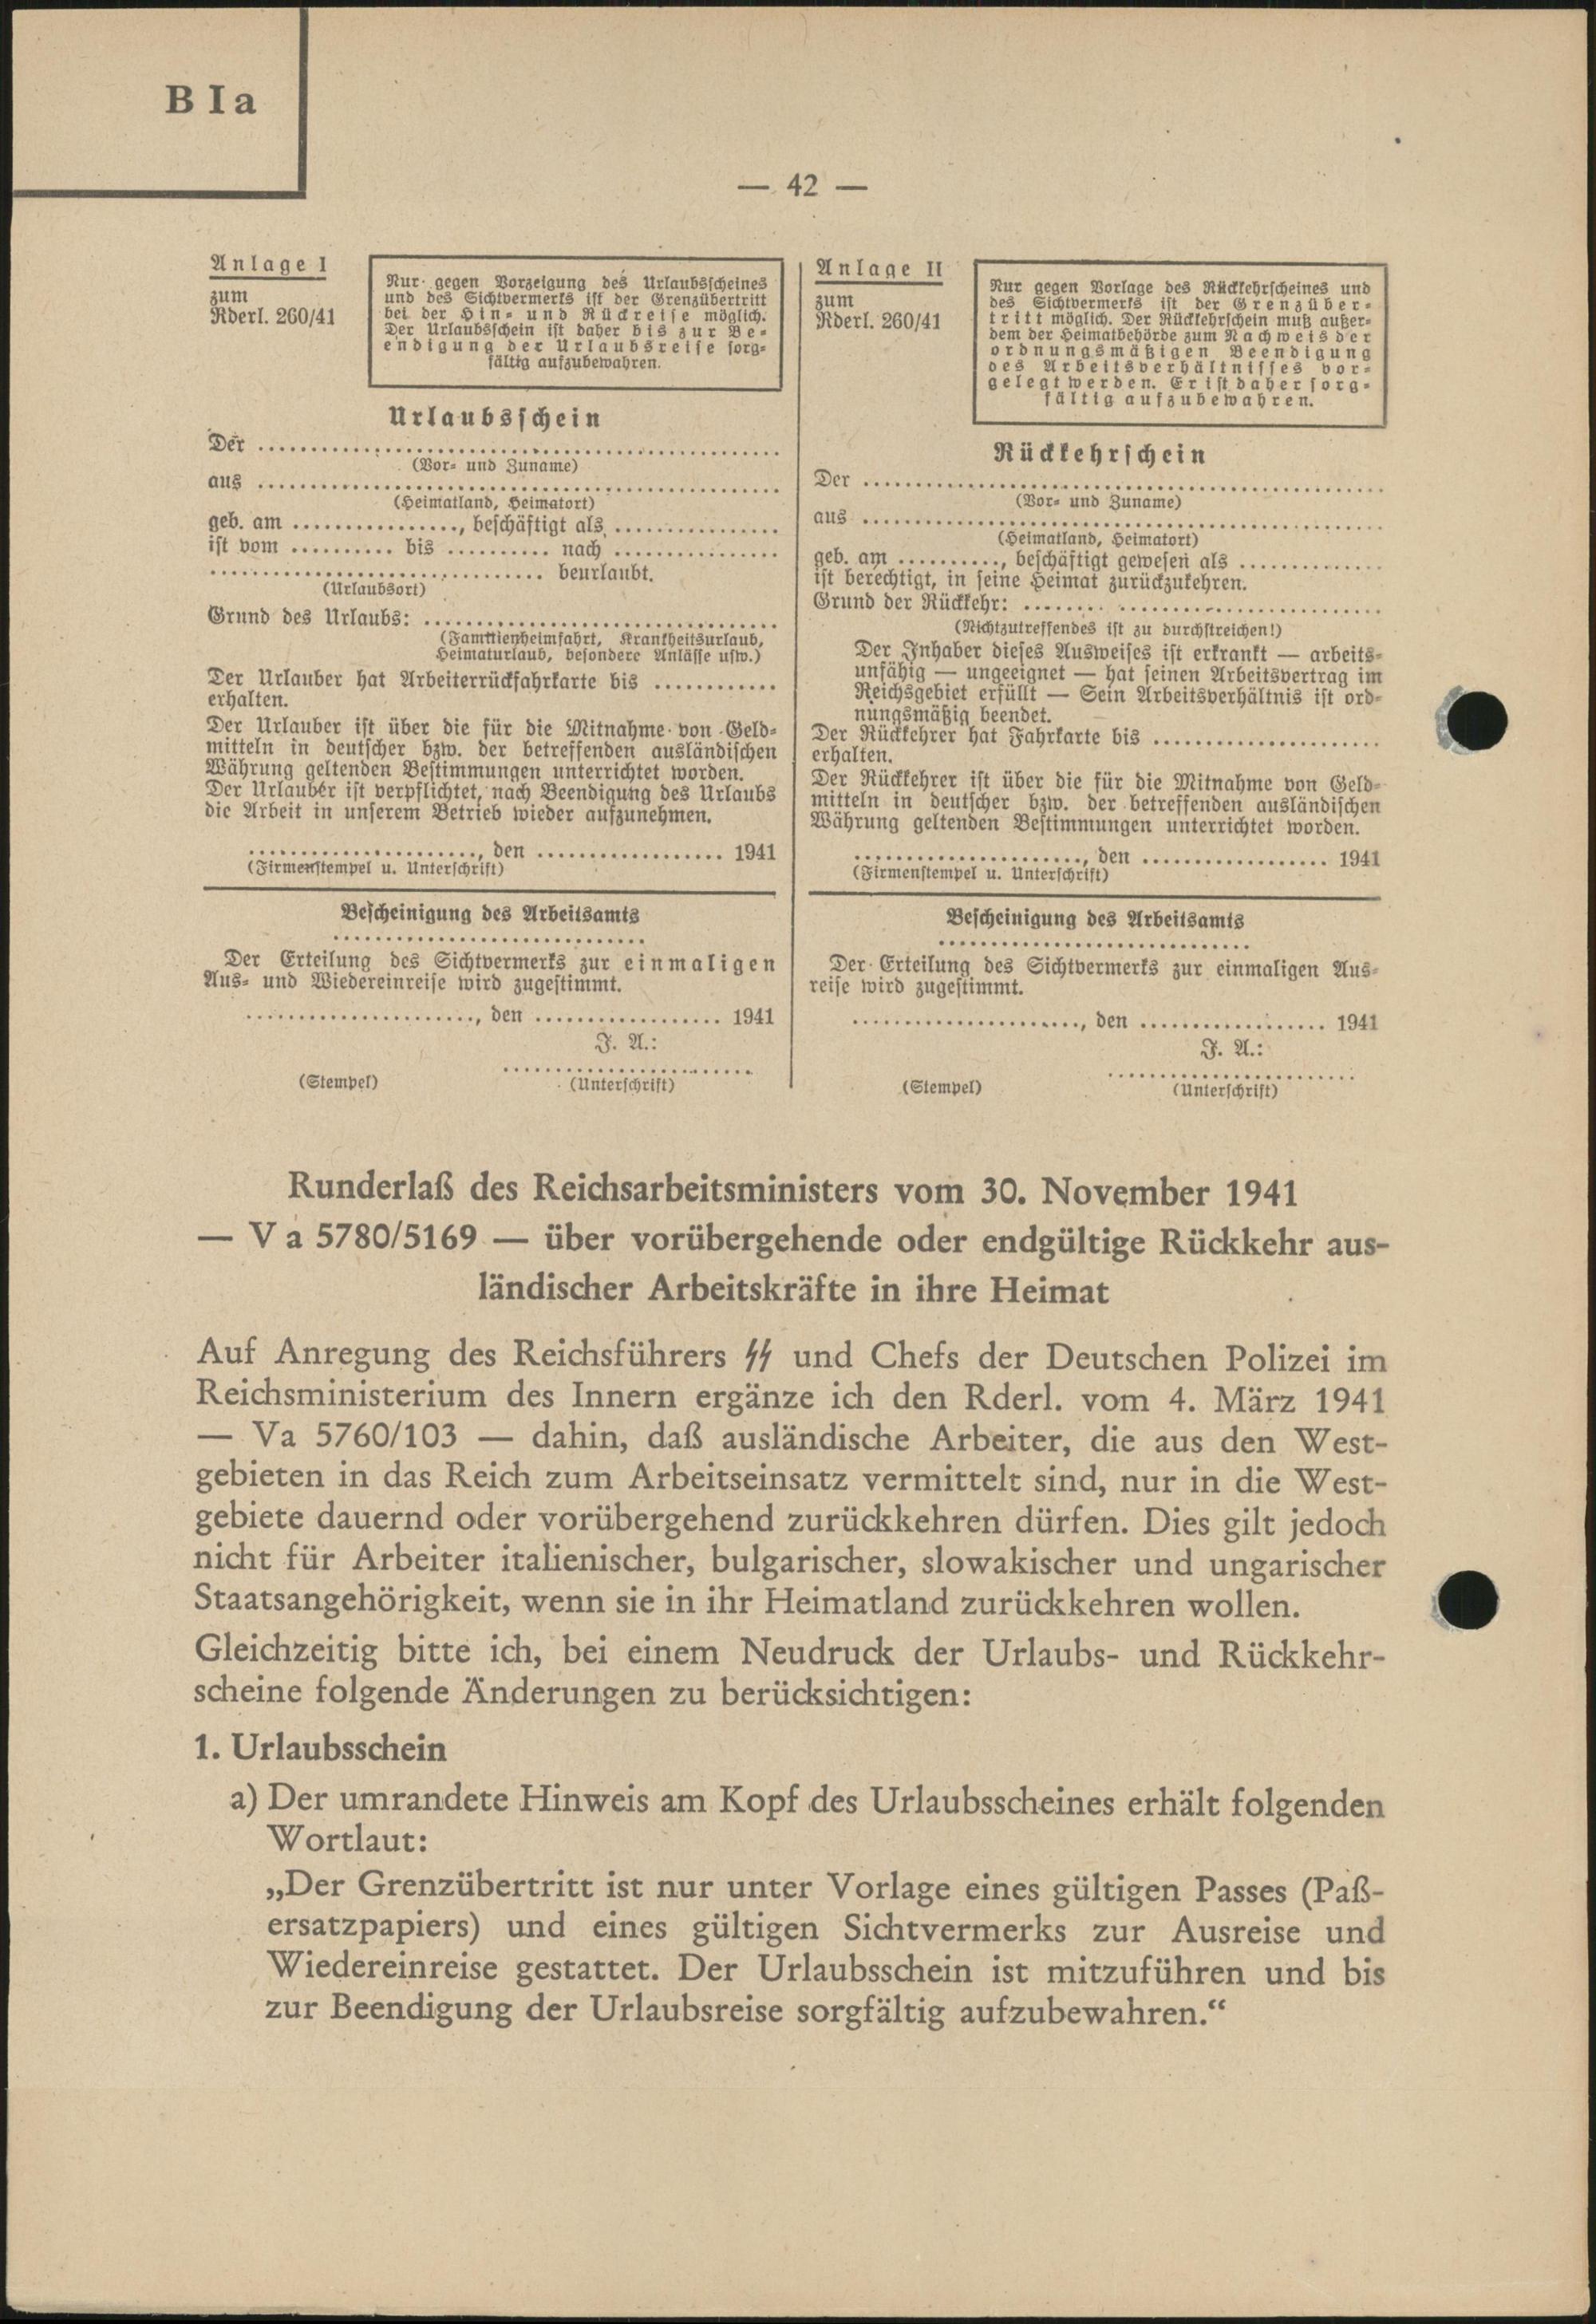 B I a
— 42 —
Anlage I
zum
Rderl. 260/41
Nur gegen Vorzeigung des Urlaubsscheines
und des Sichtvermerks ist der Grenzübertritt
bei der Hin- und Rückreise möglich.
Der Urlaubsschein ist daher bis zur Be-
endigung der Urlaubsreise sorg-
fältig aufzubewahren.
Urlaubsschein
Der ..................................................
(Vor- und Zuname)
aus ..................................................
(Heimatland, Heimatort)
geb. am ................, beschäftigt als ................
ist vom .......... bis .......... nach ................
................................ beurlaubt.
(Urlaubsort)
Grund des Urlaubs: ..................................
(Familienheimfahrt, Krankheitsurlaub,
Heimaturlaub, besondere Anlässe usw.)
Der Urlauber hat Arbeiterrückfahrkarte bis ............
erhalten.
Der Urlauber ist über die für die Mitnahme von Geld-
mitteln in deutscher bzw. der betreffenden ausländischen
Währung geltenden Bestimmungen unterrichtet worden.
Der Urlauber ist verpflichtet, nach Beendigung des Urlaubs
die Arbeit in unserem Betrieb wieder aufzunehmen.
......................, den .................. 1941
(Firmenstempel u. Unterschrift)
Bescheinigung des Arbeitsamts
..............................
Der Erteilung des Sichtvermerks zur einmaligen
Aus- und Wiedereinreise wird zugestimmt.
......................, den .................. 1941
J. A.:
........................
(Stempel) (Unterschrift)
Anlage II
zum
Rderl. 260/41
Nur gegen Vorlage des Rückkehrscheines und
des Sichtvermerks ist der Grenzüber-
tritt möglich. Der Rückkehrschein muß außer-
dem der Heimatbehörde zum Nachweis der
ordnungsmäßigen Beendigung
des Arbeitsverhältnisses vor-
gelegt werden. Er ist daher sorg-
fältig aufzubewahren.
Rückkehrschein
Der ..................................................
(Vor- und Zuname)
aus ..................................................
(Heimatland, Heimatort)
geb. am .........., beschäftigt gewesen als ..............
ist berechtigt, in seine Heimat zurückzukehren.
Grund der Rückkehr: ........ .........................
(Nichtzutreffendes ist zu durchstreichen!)
Der Inhaber dieses Ausweises ist erkrankt — arbeits-
unfähig — ungeeignet — hat seinen Arbeitsvertrag im
Reichsgebiet erfüllt — Sein Arbeitsverhältnis ist ord-
nungsmäßig beendet.
Der Rückkehrer hat Fahrkarte bis ......................
erhalten.
Der Rückkehrer ist über die für die Mitnahme von Geld-
mitteln in deutscher bzw. der betreffenden ausländischen
Währung geltenden Bestimmungen unterrichtet worden.
......................, den .................. 1941
(Firmenstempel u. Unterschrift)
Bescheinigung des Arbeitsamts
..............................
Der Erteilung des Sichtvermerks zur einmaligen Aus-
reise wird zugestimmt.
......................, den .................. 1941
J. A.:
........................
(Stempel) (Unterschrift)
Runderlaß des Reichsarbeitsministers vom 30. November 1941
— V a 5780/5169 — über vorübergehende oder endgültige Rückkehr aus-
ländischer Arbeitskräfte in ihre Heimat
Auf Anregung des Reichsführers ᛋᛋ und Chefs der Deutschen Polizei im
Reichsministerium des Innern ergänze ich den Rderl. vom 4. März 1941
— Va 5760/103 — dahin, daß ausländische Arbeiter, die aus den West-
gebieten in das Reich zum Arbeitseinsatz vermittelt sind, nur in die West-
gebiete dauernd oder vorübergehend zurückkehren dürfen. Dies gilt jedoch
nicht für Arbeiter italienischer, bulgarischer, slowakischer und ungarischer
Staatsangehörigkeit, wenn sie in ihr Heimatland zurückkehren wollen.
Gleichzeitig bitte ich, bei einem Neudruck der Urlaubs- und Rückkehr-
scheine folgende Änderungen zu berücksichtigen:
1. Urlaubsschein
a) Der umrandete Hinweis am Kopf des Urlaubsscheines erhält folgenden
Wortlaut:
„Der Grenzübertritt ist nur unter Vorlage eines gültigen Passes (Paß-
ersatzpapiers) und eines gültigen Sichtvermerks zur Ausreise und
Wiedereinreise gestattet. Der Urlaubsschein ist mitzuführen und bis
zur Beendigung der Urlaubsreise sorgfältig aufzubewahren.“